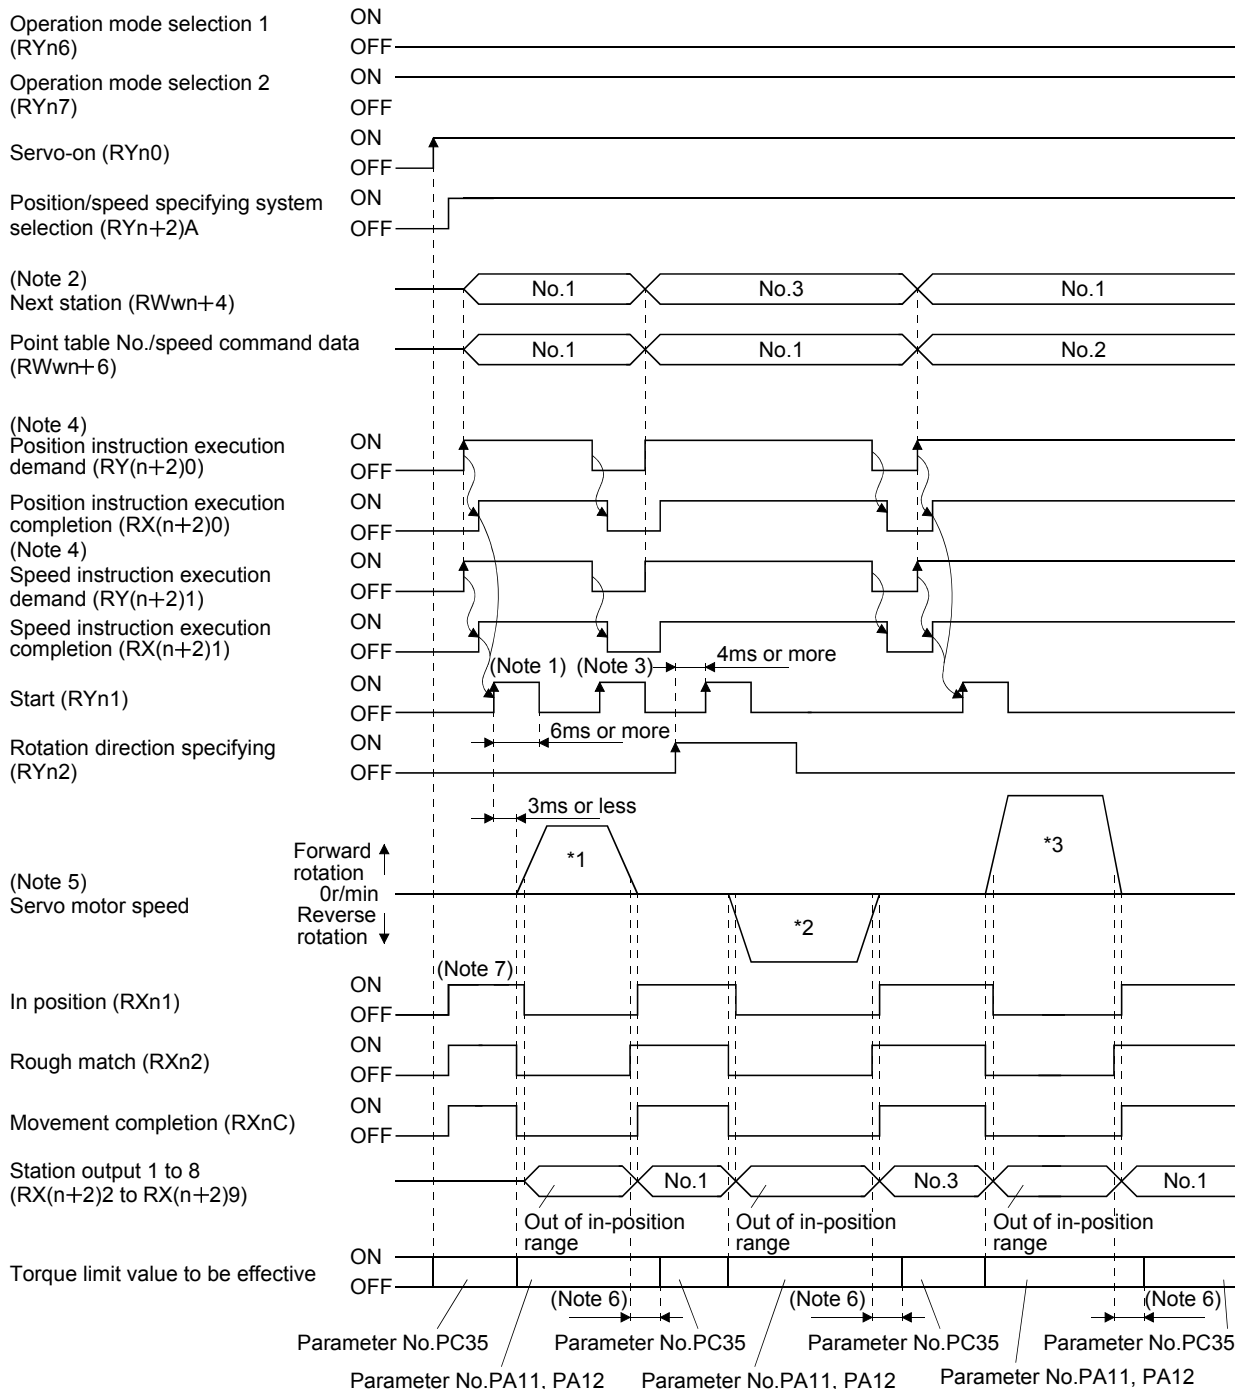 Operation mode selection 1
(RYn6)
ON
OFF
Operation mode selection 2
(RYn7)
ON
OFF
Servo-on (RYn0)
ON
OFF
Position/speed specifying system
selection (RYn+2)A
ON
OFF
(Note 2)
Next station (RWwn+4)
No.1
No.3
No.1
Point table No./speed command data
(RWwn+6)
No.1
No.1
No.2
(Note 4)
Position instruction execution
demand (RY(n+2)0)
ON
OFF
Position instruction execution
completion (RX(n+2)0)
ON
OFF
(Note 4)
Speed instruction execution
demand (RY(n+2)1)
ON
OFF
Speed instruction execution
completion (RX(n+2)1)
ON
OFF
(Note 1)
(Note 3)
4ms or more
Start (RYn1)
ON
OFF
6ms or more
Rotation direction specifying
(RYn2)
ON
OFF
3ms or less
(Note 5)
Servo motor speed
Forward
rotation
0r/min
Reverse
rotation
*1
*2
*3
(Note 7)
In position (RXn1)
ON
OFF
Rough match (RXn2)
ON
OFF
Movement completion (RXnC)
ON
OFF
Station output 1 to 8
(RX(n+2)2 to RX(n+2)9)
No.1
No.3
No.1
Out of in-position
range
Out of in-position
range
Out of in-position
range
Torque limit value to be effective
ON
OFF
(Note 6)
(Note 6)
(Note 6)
Parameter No.PC35
Parameter No.PC35
Parameter No.PC35
Parameter No.PC35
Parameter No.PA11, PA12
Parameter No.PA11, PA12
Parameter No.PA11, PA12